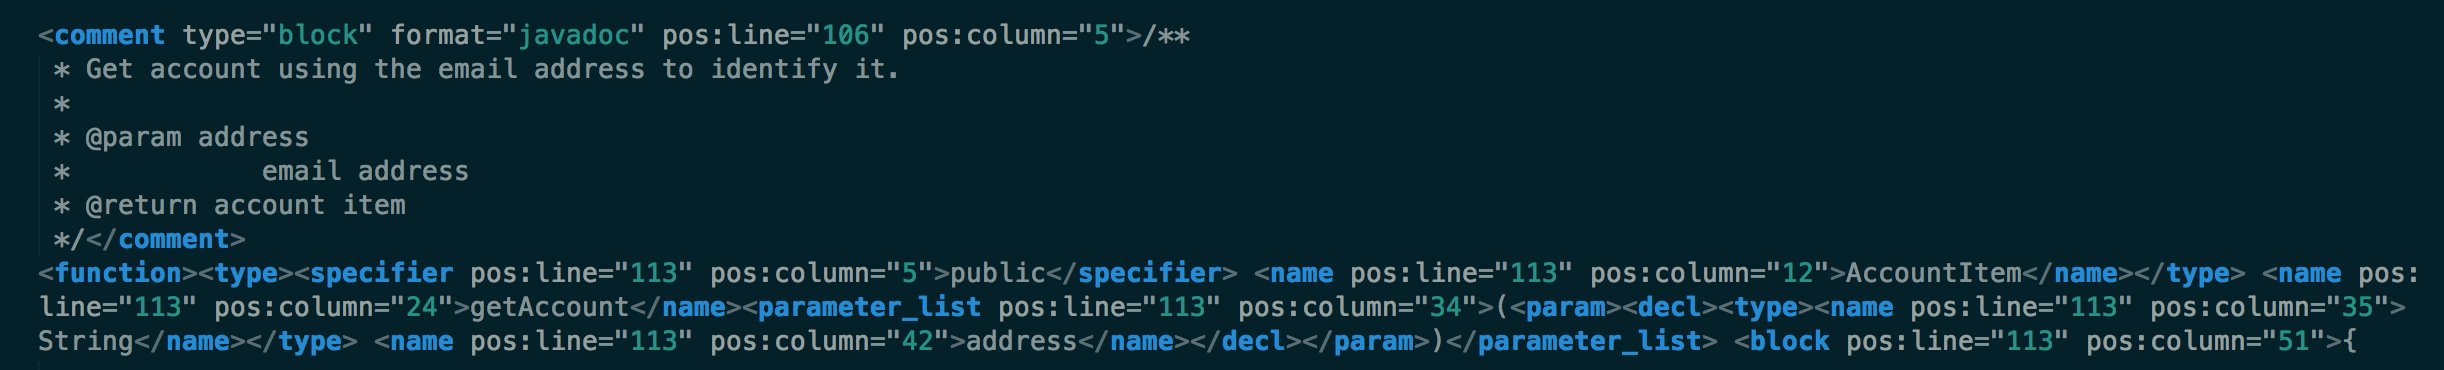 <comment type="block" format="javadoc" pos:line="106" pos:column="5">/**
 * Get account using the email address to identify it.
 *
 * @param address
 *            email address
 * @return account item
 */</comment>
<function><type><specifier pos:line="113" pos:column="5">public</specifier> <name pos:line="113" pos:column="12">AccountItem</name></type> <name pos:
line="113" pos:column="24">getAccount</name><parameter_list pos:line="113" pos:column="34">(<param><decl><type><name pos:line="113" pos:column="35">
String</name></type> <name pos:line="113" pos:column="42">address</name></decl></param>)</parameter_list> <block pos:line="113" pos:column="51">{